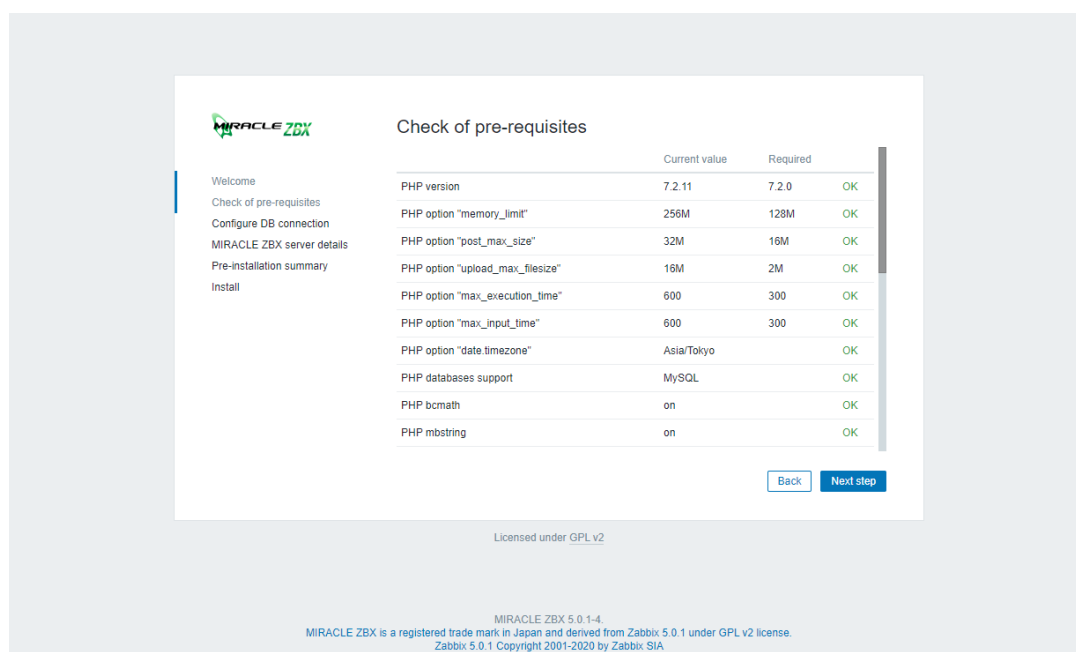 MIRACLE ZBX
Check of pre-requisites
Welcome
Check of pre-requisites
Configure DB connection
MIRACLE ZBX server details
Pre-installation summary
Install
Current value Required
PHP version 7.2.11 7.2.0 OK
PHP option "memory_limit" 256M 128M OK
PHP option "post_max_size" 32M 16M OK
PHP option "upload_max_filesize" 16M 2M OK
PHP option "max_execution_time" 600 300 OK
PHP option "max_input_time" 600 300 OK
PHP option "date.timezone" Asia/Tokyo OK
PHP databases support MySQL OK
PHP bcmath on OK
PHP mbstring on OK
Back Next step
Licensed under GPL v2
MIRACLE ZBX 5.0.1-4.
MIRACLE ZBX is a registered trade mark in Japan and derived from Zabbix 5.0.1 under GPL v2 license.
Zabbix 5.0.1 Copyright 2001-2020 by Zabbix SIA